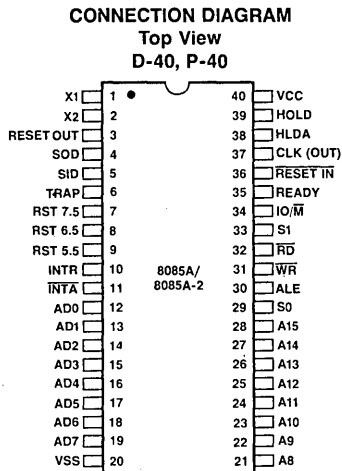 CONNECTION DIAGRAM
Top View
D-40, P-40
X1 1 40 VCC
X2 2 39 HOLD
RESET OUT 3 38 HLDA
SOD 4 37 CLK (OUT)
SID 5 36 RESET IN
TRAP 6 35 READY
RST 7.5 7 34 IO/M
RST 6.5 8 33 S1
RST 5.5 9 32 RD
INTR 10 8085A/ 31 WR
INTA 11 8085A-2 30 ALE
AD0 12 29 S0
AD1 13 28 A15
AD2 14 27 A14
AD3 15 26 A13
AD4 16 25 A12
AD5 17 24 A11
AD6 18 23 A10
AD7 19 22 A9
VSS 20 21 A8